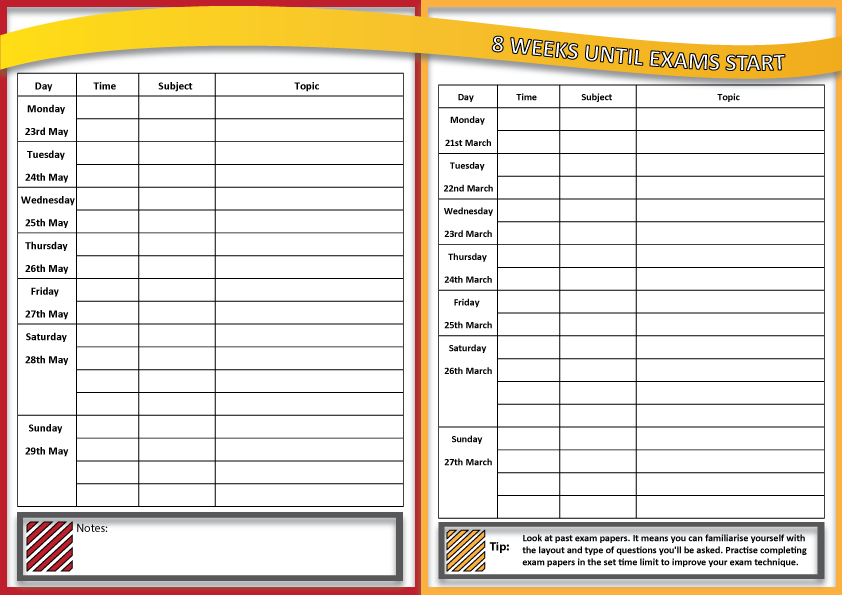 Day Time Subject Topic
Monday
23rd May
Tuesday
24th May
Wednesday
25th May
Thursday
26th May
Friday
27th May
Saturday
28th May
Sunday
29th May
Notes:
8 WEEKS UNTIL EXAMS START
Day Time Subject Topic
Monday
21st March
Tuesday
22nd March
Wednesday
23rd March
Thursday
24th March
Friday
25th March
Saturday
26th March
Sunday
27th March
Tip:
Look at past exam papers. It means you can familiarise yourself with
the layout and type of questions you'll be asked. Practise completing
exam papers in the set time limit to improve your exam technique.